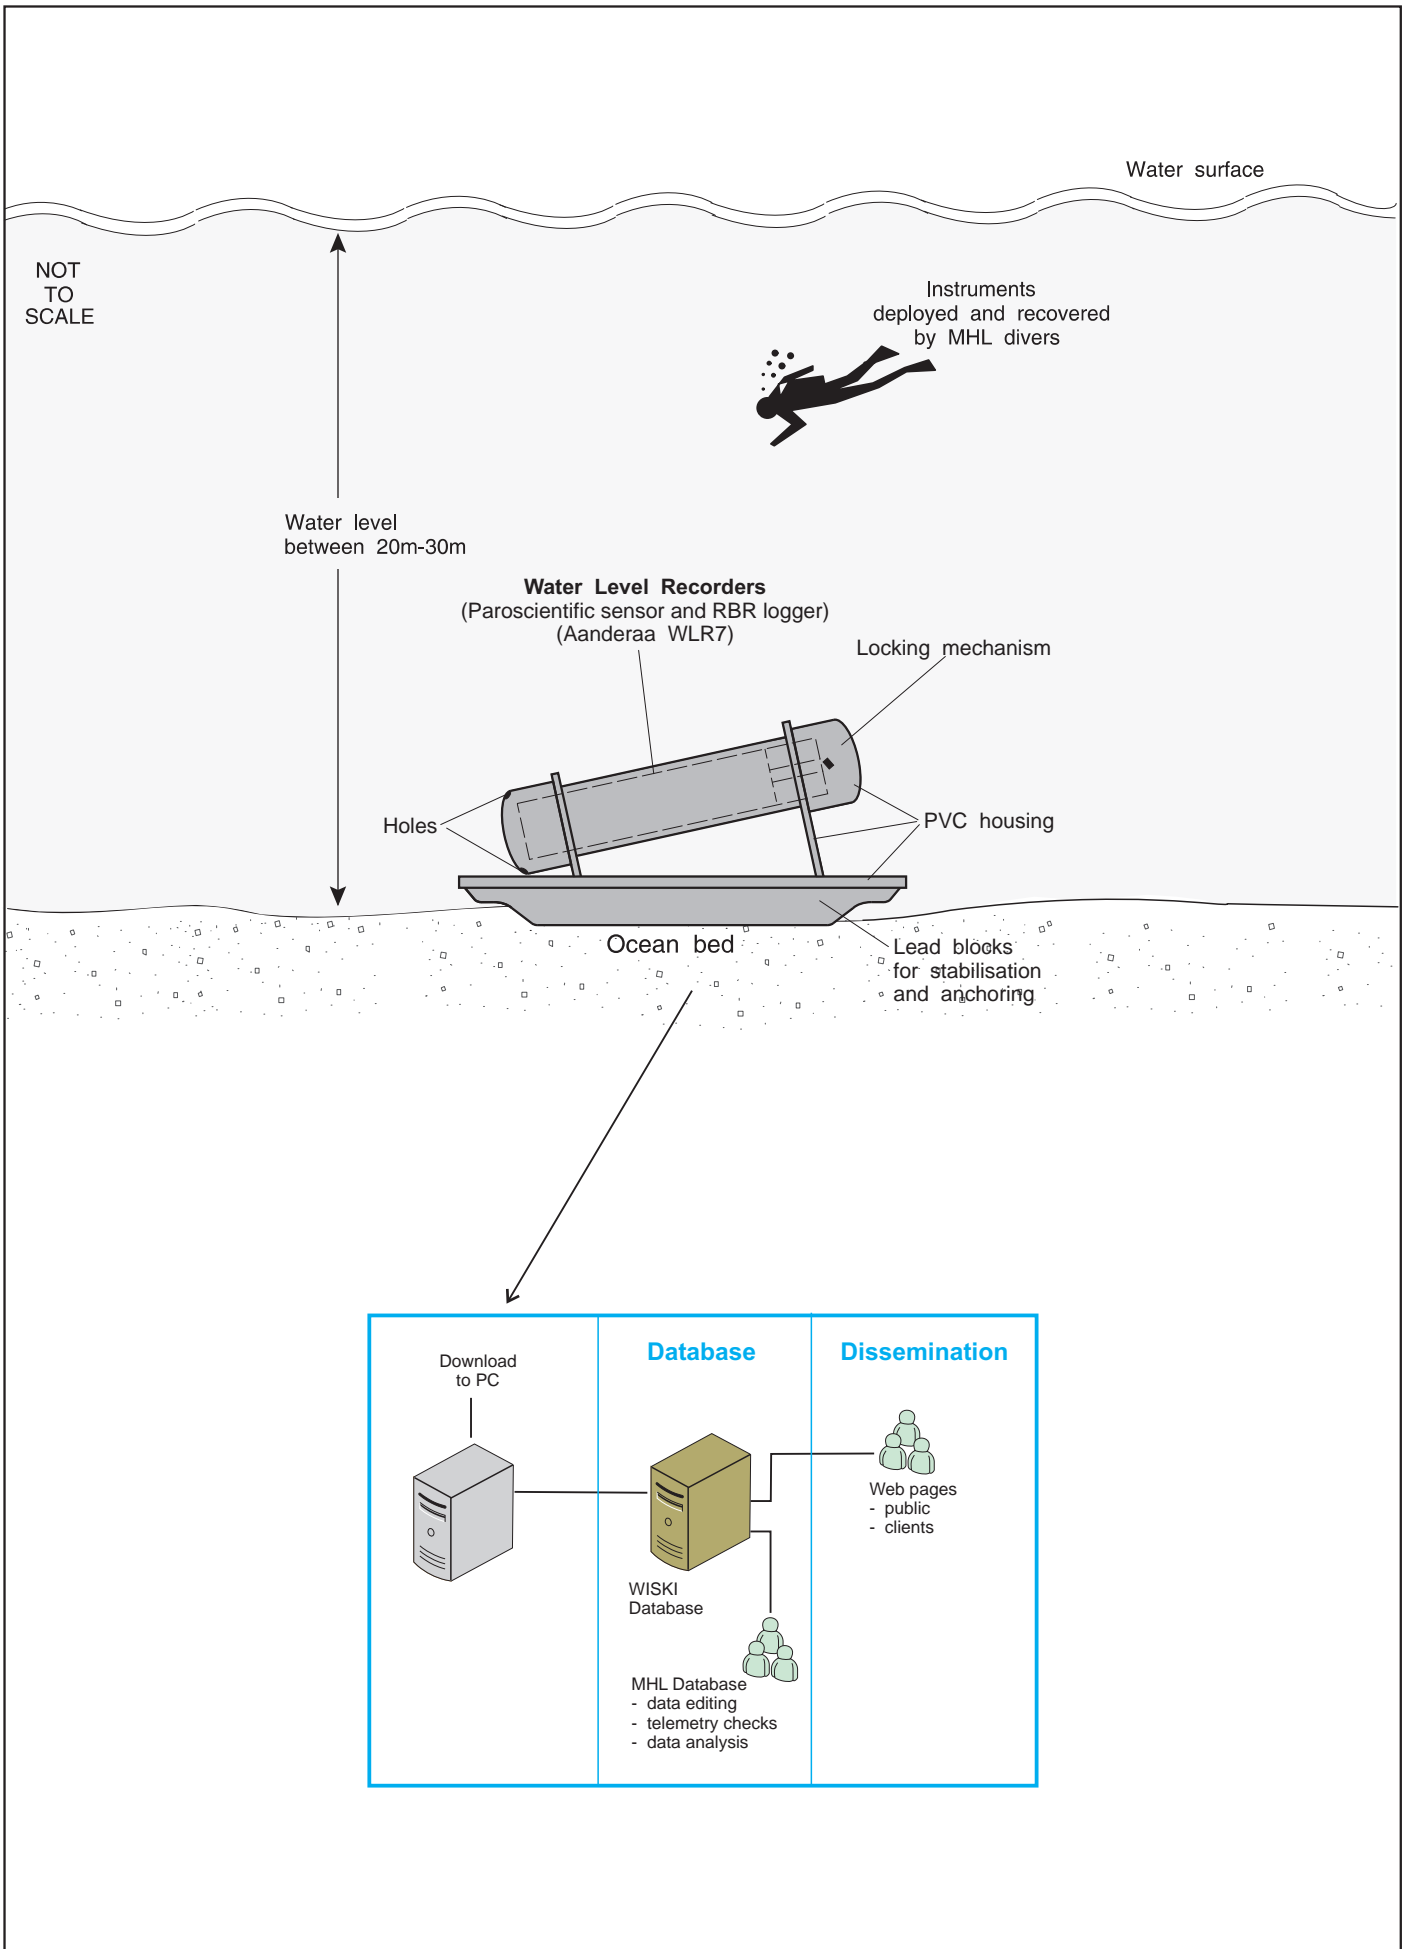 Water surface
NOT
TO
SCALE
Instruments
deployed and recovered
by MHL divers
Water level
between 20m-30m
Water Level Recorders
(Paroscientific sensor and RBR logger)
(Aanderaa WLR7)
Locking mechanism
Holes
PVC housing
Ocean bed
Lead blocks
for stabilisation
and anchoring
Download
to PC
Database
Dissemination
Web pages
- public
- clients
WISKI
Database
MHL Database
- data editing
- telemetry checks
- data analysis